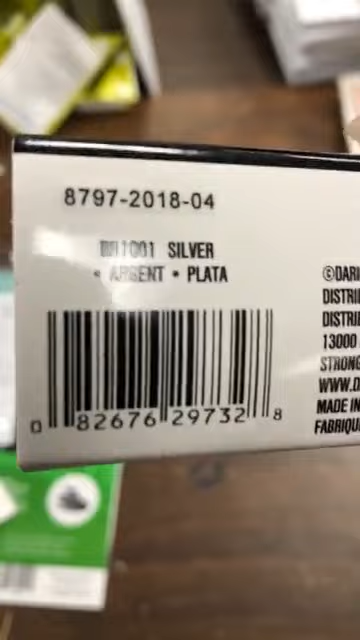 8797-2018-04
SILVER
• ARGENT • PLATA
0 82676 29732 8
©DARI
DISTRI
DISTRI
13000
STRONG
WWW.D
MADE IN
FABRIQU